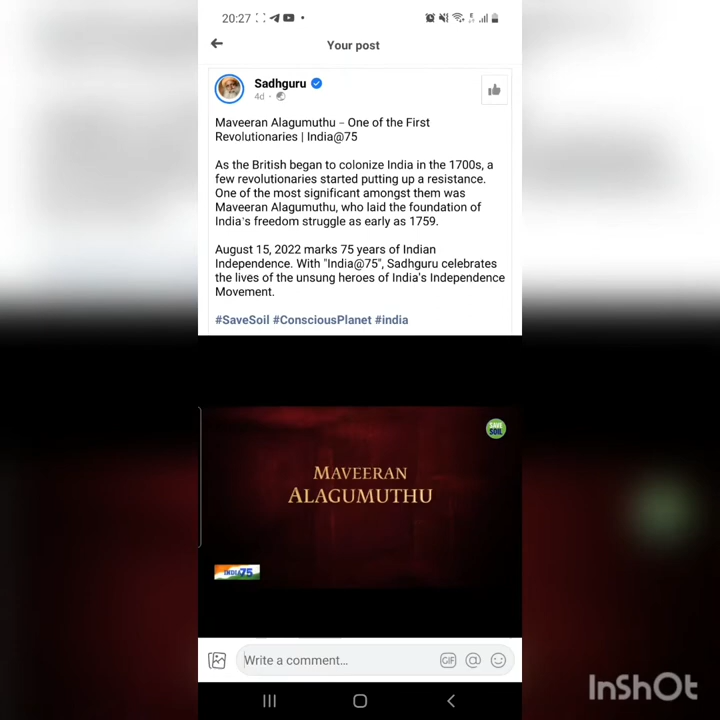 20:27
Your post
Sadhguru
4d ·
Maveeran Alagumuthu – One of the First
Revolutionaries | India@75
As the British began to colonize India in the 1700s, a
few revolutionaries started putting up a resistance.
One of the most significant amongst them was
Maveeran Alagumuthu, who laid the foundation of
India's freedom struggle as early as 1759.
August 15, 2022 marks 75 years of Indian
Independence. With "India@75", Sadhguru celebrates
the lives of the unsung heroes of India's Independence
Movement.
#SaveSoil #ConsciousPlanet #india
SAVE
SOIL
MAVEERAN
ALAGUMUTHU
INDIA75
Write a comment...
GIF
InShOt